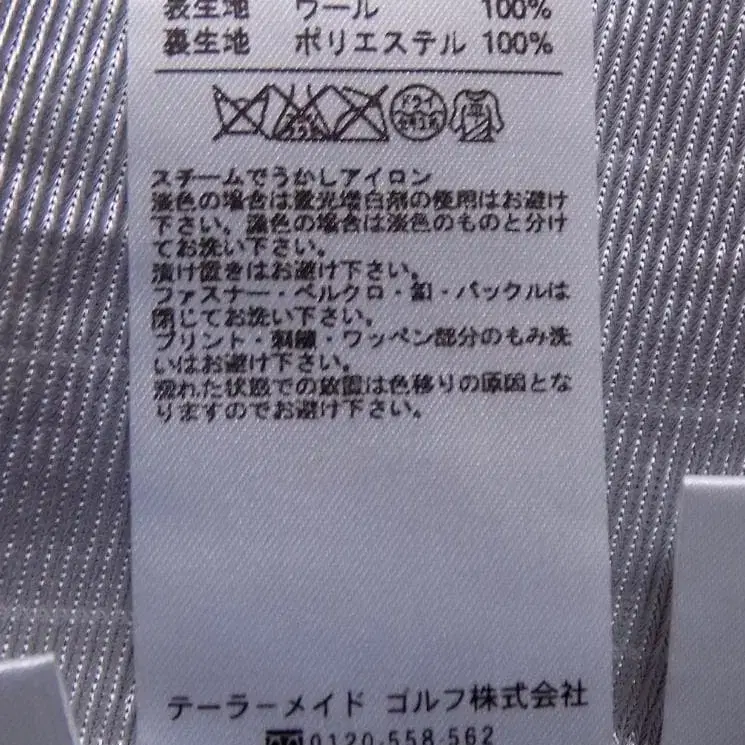 表生地 ウール 100%
裏生地 ポリエステル 100%
ドライ
平
スチームでうかしアイロン
淡色の場合は蛍光増白剤の使用はお避け
下さい。濃色の場合は淡色のものと分け
てお洗い下さい。
漬け置きはお避け下さい。
ファスナー・ベルクロ・釦・バックルは
閉じてお洗い下さい。
プリント・刺繍・ワッペン部分のもみ洗
いはお避け下さい。
濡れた状態での放置は色移りの原因とな
りますのでお避け下さい。
テーラーメイド ゴルフ株式会社
0120-558-562